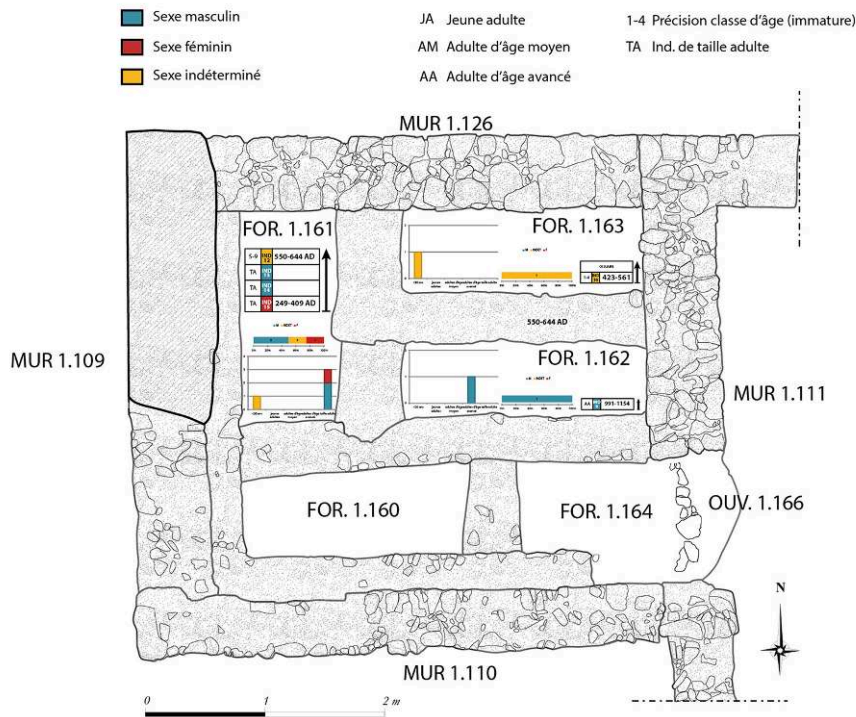 Sexe masculin
Sexe féminin
Sexe indéterminé
JA Jeune adulte
AM Adulte d'âge moyen
AA Adulte d'âge avancé
1-4 Précision classe d'âge (immature)
TA Ind. de taille adulte
MUR 1.126
FOR. 1.161
550-644 AD
TA
TA
TA 249-409 AD
FOR. 1.163
423-561
550-644 AD
MUR 1.109
FOR. 1.162
AA 991-1154
MUR 1.111
FOR. 1.160
FOR. 1.164
OUV. 1.166
N
MUR 1.110
0 1 2 m